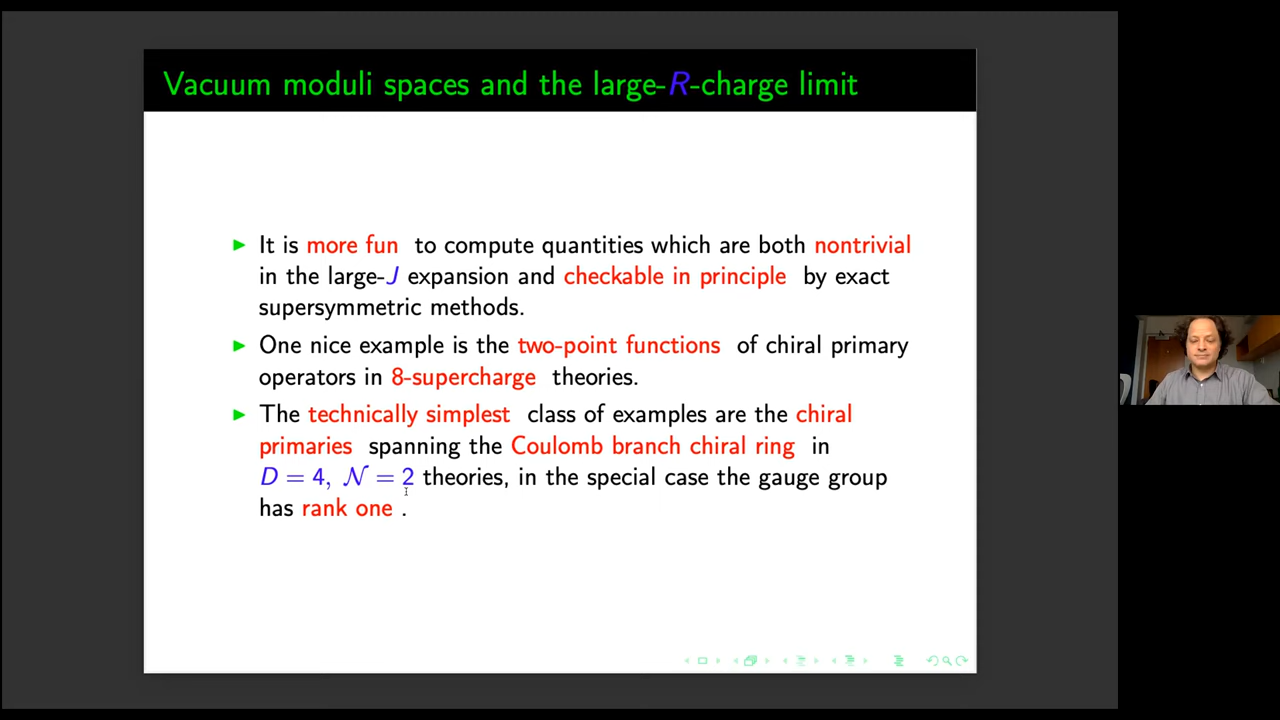 Vacuum moduli spaces and the large-R-charge limit
It is more fun to compute quantities which are both nontrivial
in the large-J expansion and checkable in principle by exact
supersymmetric methods.
One nice example is the two-point functions of chiral primary
operators in 8-supercharge theories.
The technically simplest class of examples are the chiral
primaries spanning the Coulomb branch chiral ring in
D = 4, 𝒩 = 2 theories, in the special case the gauge group
has rank one .